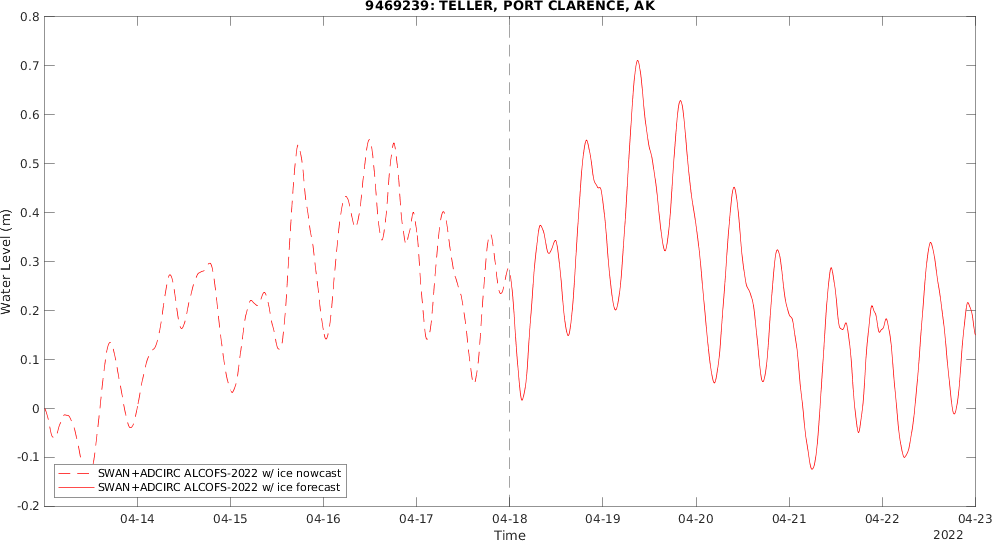 9469239: TELLER, PORT CLARENCE, AK
0.8
0.7
0.6
0.5
0.4
0.3
0.2
0.1
0
-0.1
-0.2
Water Level (m)
SWAN+ADCIRC ALCOFS-2022 w/ ice nowcast
SWAN+ADCIRC ALCOFS-2022 w/ ice forecast
04-14 04-15 04-16 04-17 04-18 04-19 04-20 04-21 04-22 04-23
Time
2022